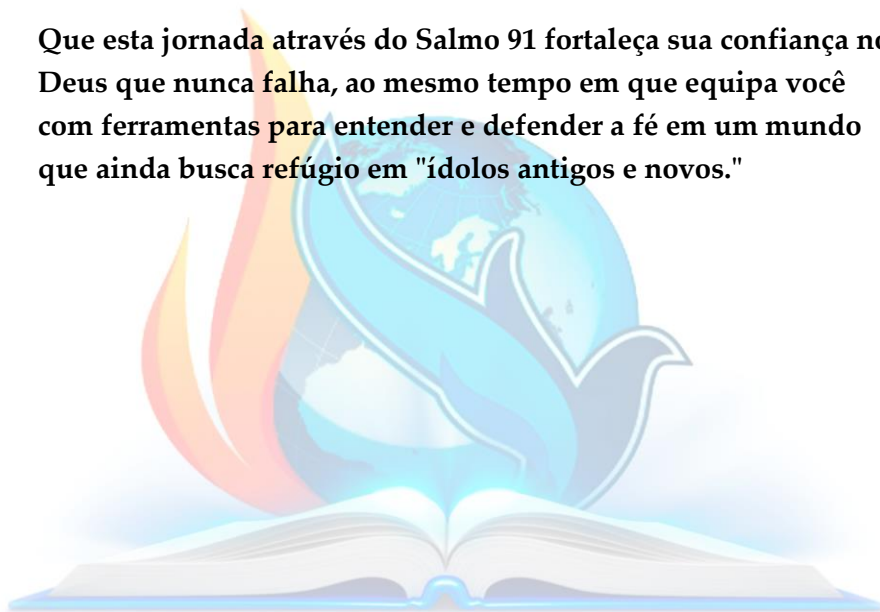 Que esta jornada através do Salmo 91 fortaleça sua confiança no
Deus que nunca falha, ao mesmo tempo em que equipa você
com ferramentas para entender e defender a fé em um mundo
que ainda busca refúgio em "ídolos antigos e novos."